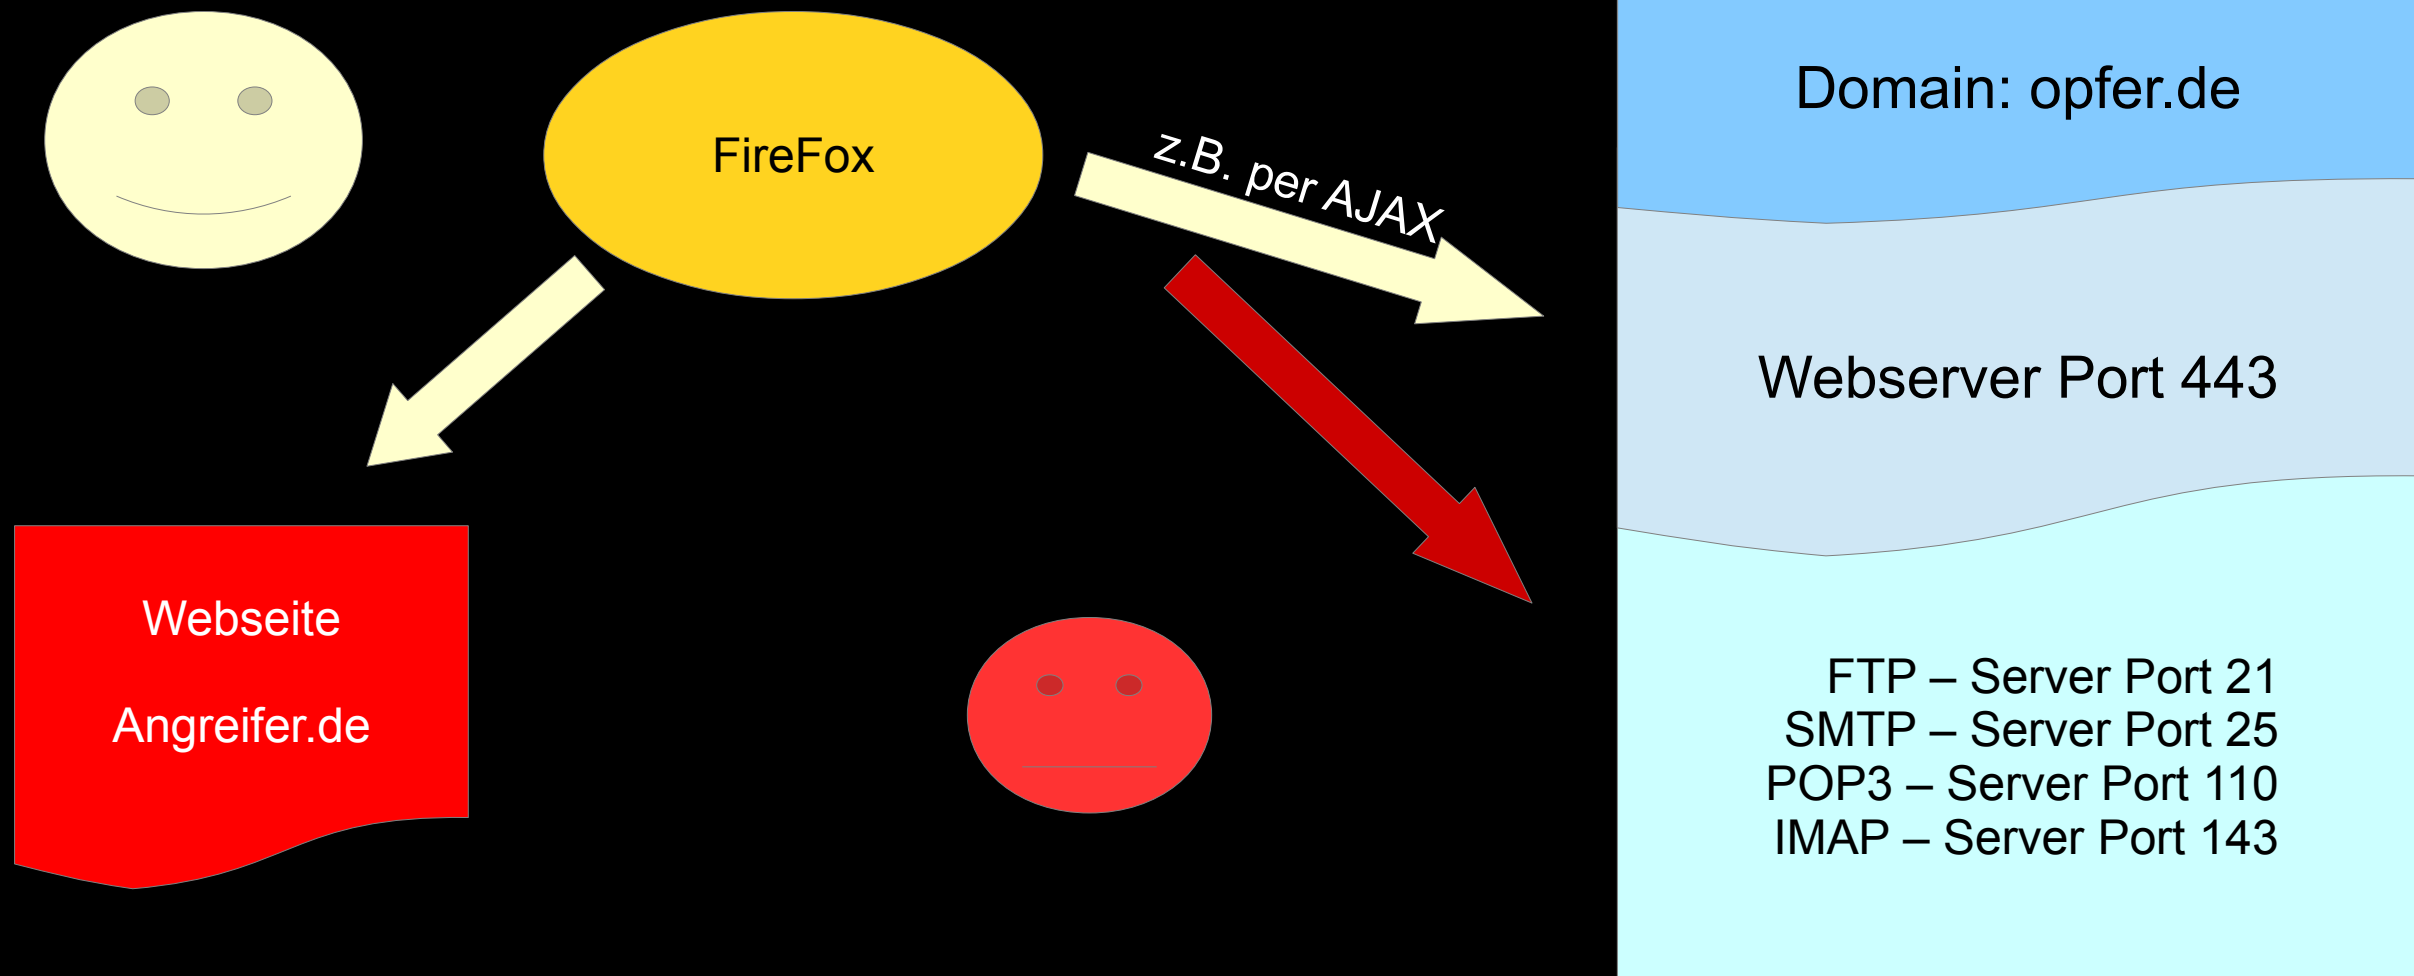 FireFox
z.B. per AJAX
Domain: opfer.de
Webserver Port 443
Webseite
Angreifer.de
FTP – Server Port 21
SMTP – Server Port 25
POP3 – Server Port 110
IMAP – Server Port 143